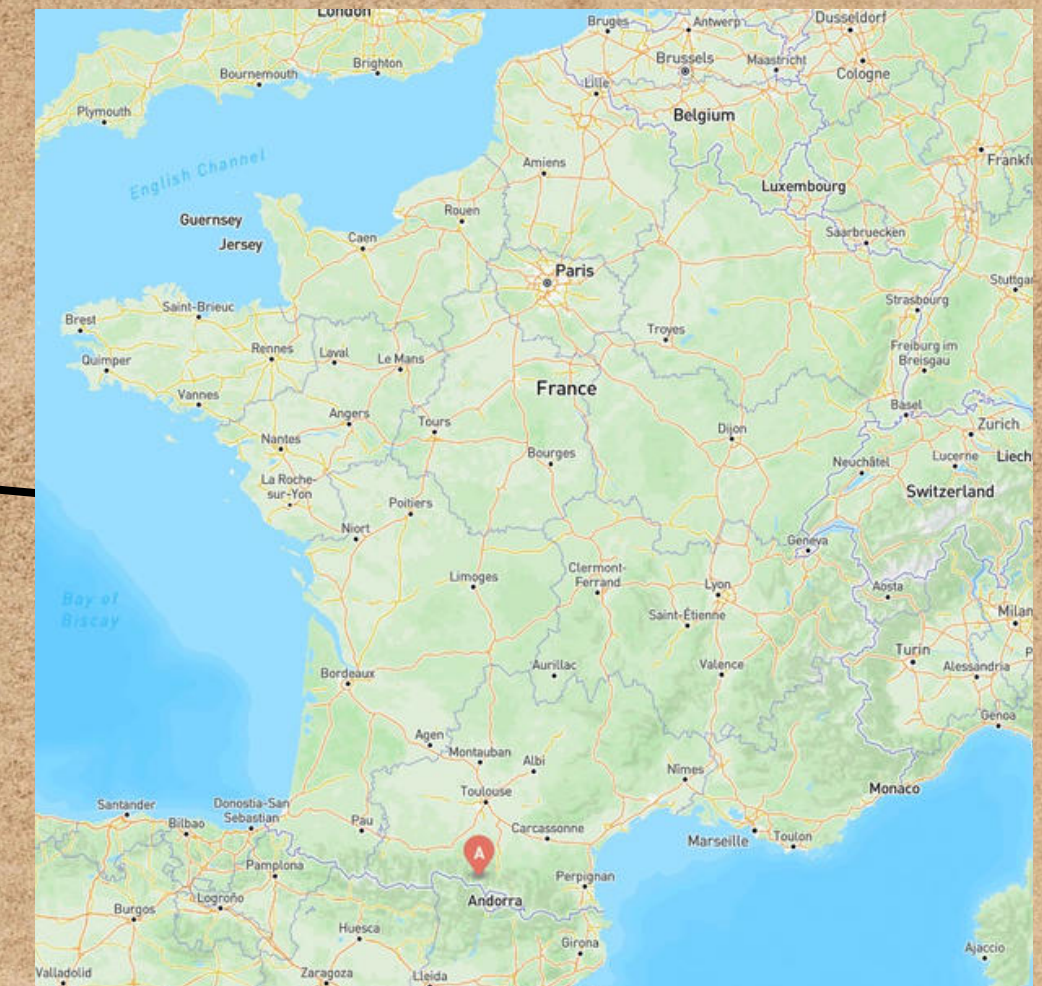 London
Bruges
Antwerp
Dusseldorf
Brighton
Brussels
Maastricht
Bournemouth
Cologne
Lille
Plymouth
Belgium
English Channel
Amiens
Frankfu
Luxembourg
Guernsey
Rouen
Jersey
Caen
Saarbruecken
Paris
Stuttgar
Saint-Brieuc
Strasbourg
Brest
Troyes
Rennes
Laval
Le Mans
Freiburg im
Breisgau
Quimper
France
Vannes
Basel
Angers
Tours
Dijon
Zurich
Nantes
Bourges
Neuchâtel
Lucerne
Liech
La Roche-
sur-Yon
Switzerland
Poitiers
Niort
Geneva
Limoges
Clermont-
Ferrand
Lyon
Aosta
Bay of
Biscay
Saint-Étienne
Milan
Turin
P
Aurillac
Valence
Alessandria
Bordeaux
Genoa
Agen
Montauban
Albi
Nîmes
Toulouse
Monaco
Santander
Donostia-San
Sebastian
Bilbao
Pau
Carcassonne
Marseille
Toulon
A
Pamplona
Perpignan
Logroño
Andorra
Burgos
Huesca
Girona
Ajaccio
Valladolid
Zaragoza
Lleida